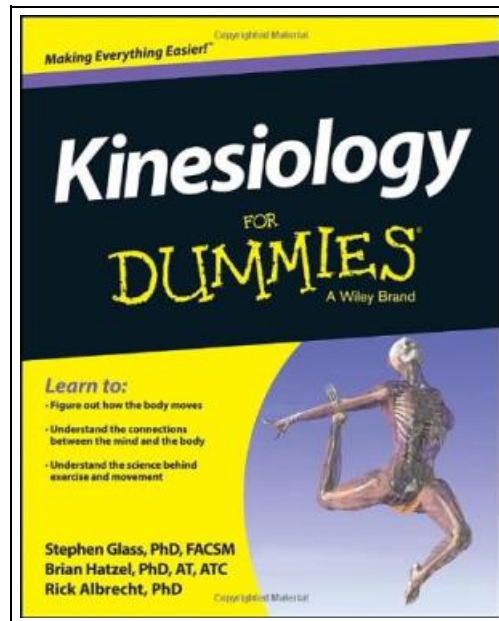 Copyrighted Material
Making Everything Easier!™
Kinesiology
FOR
DUMMIES®
A Wiley Brand
Learn to:
• Figure out how the body moves
• Understand the connections
between the mind and the body
• Understand the science behind
exercise and movement
Stephen Glass, PhD, FACSM
Brian Hatzel, PhD, AT, ATC
Rick Albrecht, PhD
Copyrighted Material